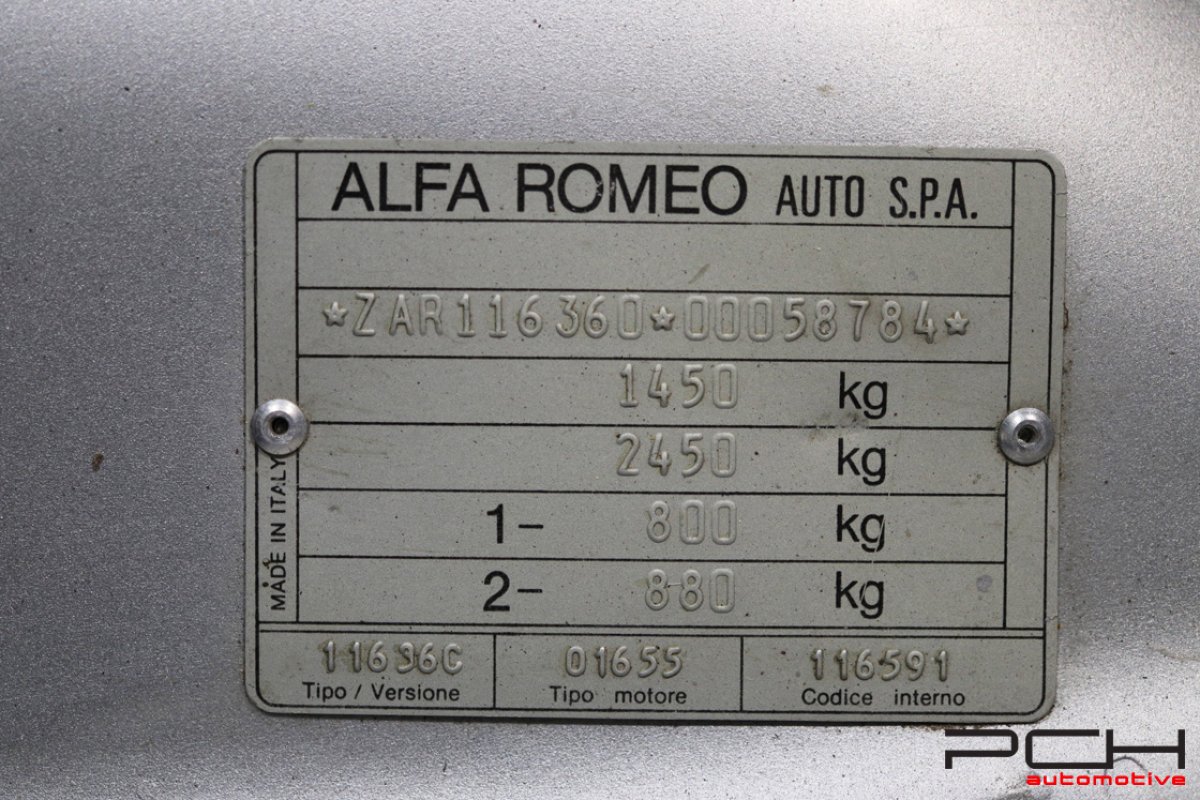 ALFA ROMEO AUTO S.P.A.
★ZAR116360★00058784★
1450 kg
2450 kg
1- 800 kg
2- 880 kg
MADE IN ITALY
11636C 01655 116591
Tipo / Versione Tipo motore Codice interno
PCH
automotive